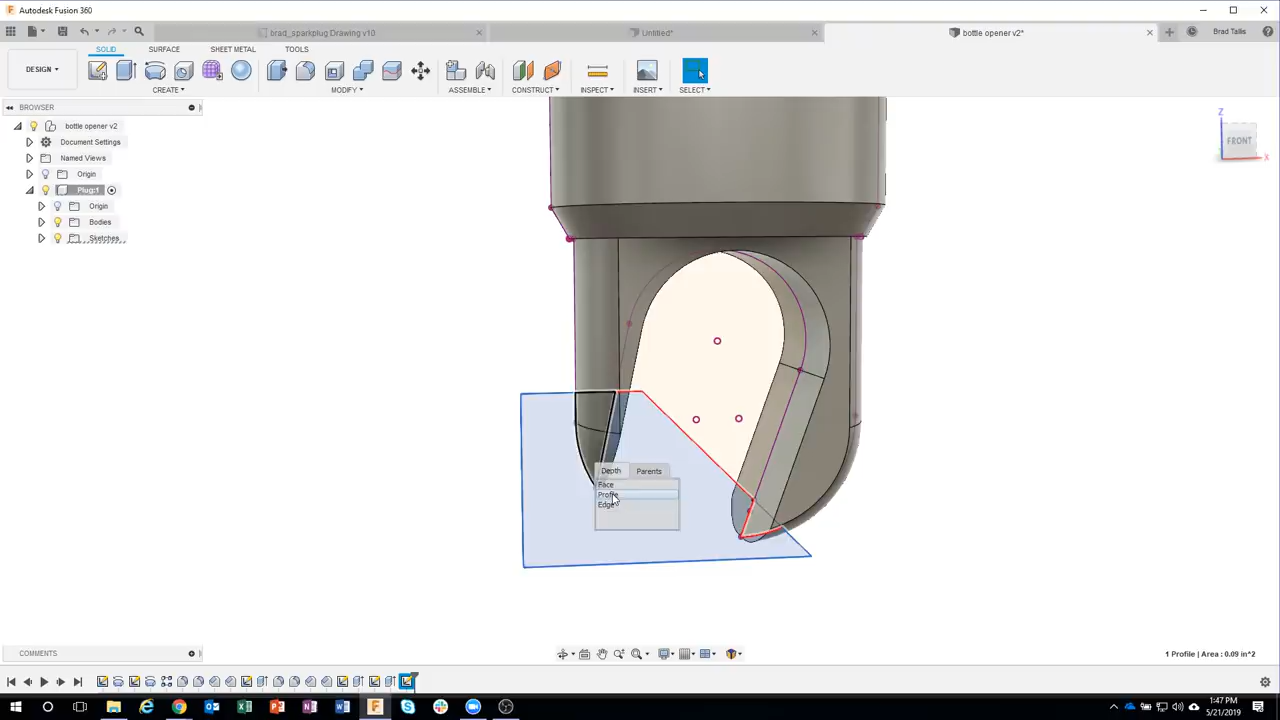 Autodesk Fusion 360
brad_sparkplug Drawing v10
Untitled*
bottle opener v2*
Brad Tallis
SOLID SURFACE SHEET METAL TOOLS
DESIGN
CREATE MODIFY ASSEMBLE CONSTRUCT INSPECT INSERT SELECT
BROWSER
bottle opener v2
Document Settings
Named Views
Origin
Plug:1
Origin
Bodies
Sketches
Z
FRONT
X
Depth Parents
Face
Profile
Edge
COMMENTS
1 Profile | Area : 0.09 in^2
1:47 PM
5/21/2019